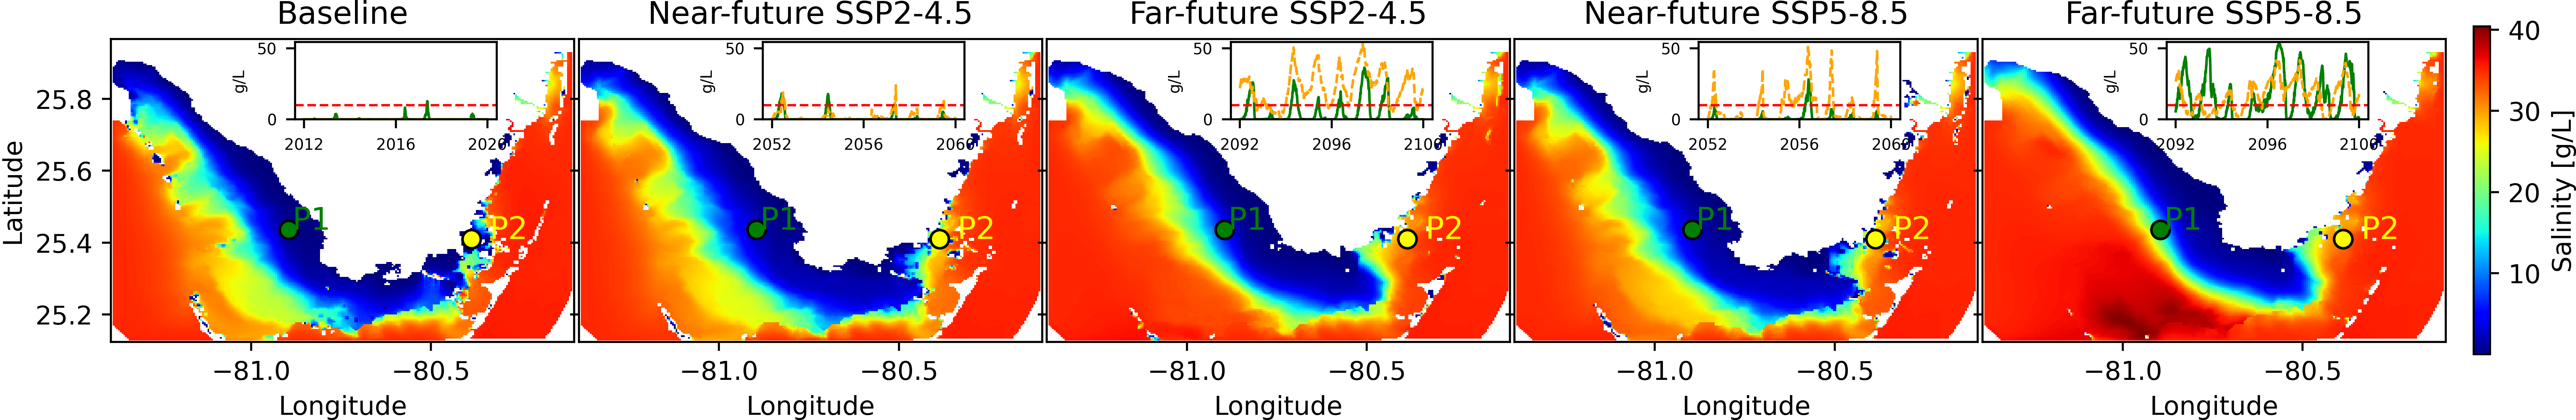 Baseline
Near-future SSP2-4.5
Far-future SSP2-4.5
Near-future SSP5-8.5
Far-future SSP5-8.5
Latitude
25.8
25.6
25.4
25.2
g/L
50
0
2012
2016
2020
P1
P2
−81.0
−80.5
Longitude
g/L
50
0
2052
2056
2060
P1
P2
−81.0
−80.5
Longitude
g/L
50
0
2092
2096
2100
P1
P2
−81.0
−80.5
Longitude
g/L
50
0
2052
2056
2060
P1
P2
−81.0
−80.5
Longitude
g/L
50
0
2092
2096
2100
P1
P2
−81.0
−80.5
Longitude
40
30
20
10
Salinity [g/L]